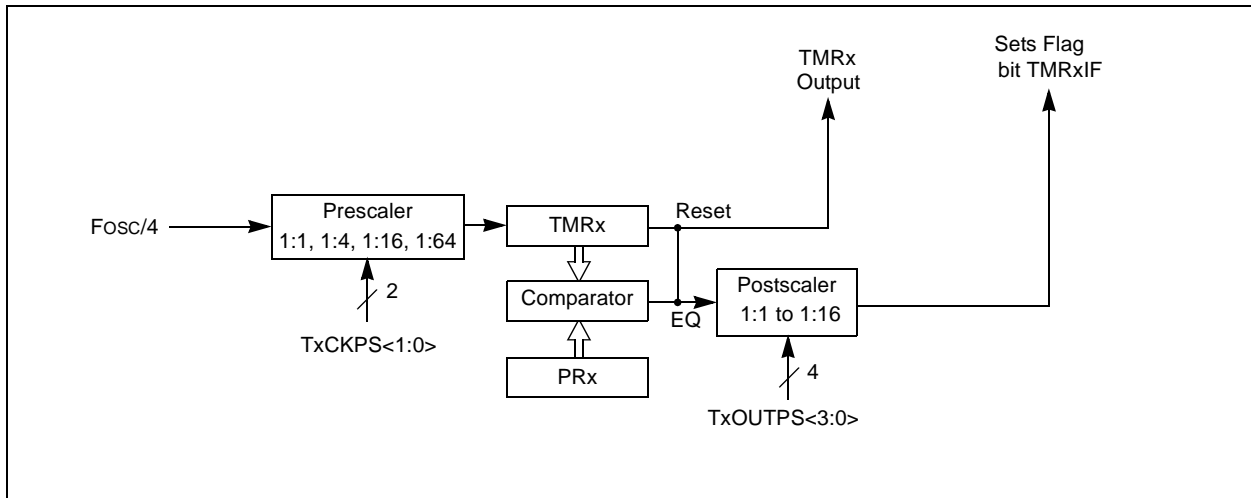 TMRx
Output
Sets Flag
bit TMRxIF
FOSC/4
Prescaler
1:1, 1:4, 1:16, 1:64
2
TxCKPS<1:0>
TMRx
Reset
Comparator
EQ
PRx
Postscaler
1:1 to 1:16
4
TxOUTPS<3:0>